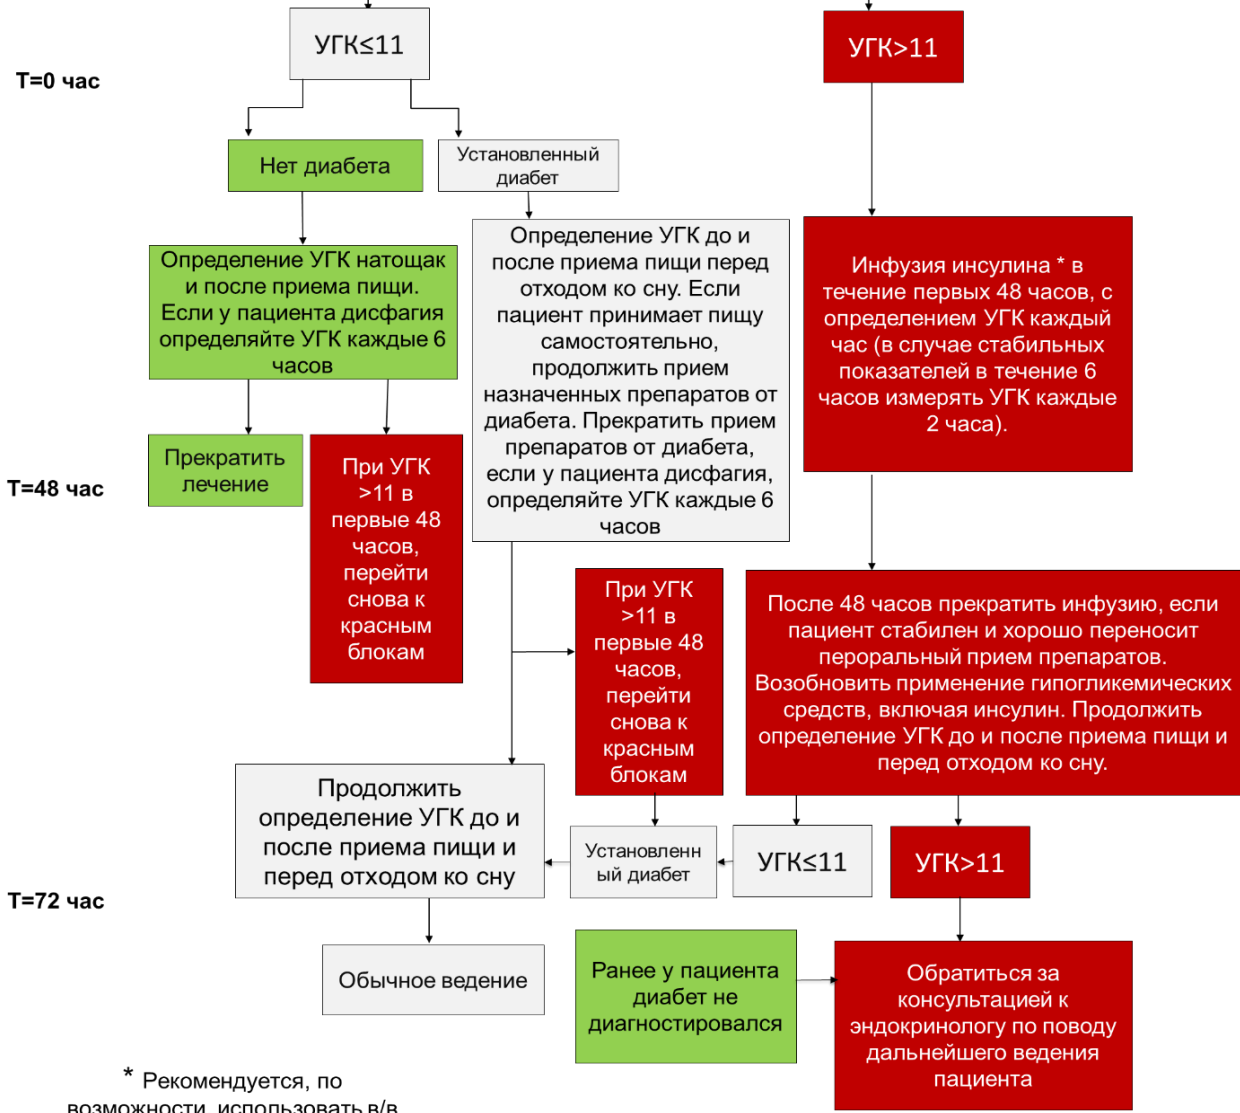 УГК≤11
УГК>11
Т=0 час
Нет диабета
Установленный
диабет
Определение УГК натощак
и после приема пищи.
Если у пациента дисфагия
определяйте УГК каждые 6
часов
Определение УГК до и
после приема пищи перед
отходом ко сну. Если
пациент принимает пищу
самостоятельно,
продолжить прием
назначенных препаратов от
диабета. Прекратить прием
препаратов от диабета,
если у пациента дисфагия,
определяйте УГК каждые 6
часов
Инфузия инсулина * в
течение первых 48 часов, с
определением УГК каждый
час (в случае стабильных
показателей в течение 6
часов измерять УГК каждые
2 часа).
Прекратить
лечение
При УГК
>11 в
первые 48
часов,
перейти
снова к
красным
блокам
Т=48 час
При УГК
>11 в
первые 48
часов,
перейти
снова к
красным
блокам
После 48 часов прекратить инфузию, если
пациент стабилен и хорошо переносит
пероральный прием препаратов.
Возобновить применение гипогликемических
средств, включая инсулин. Продолжить
определение УГК до и после приема пищи и
перед отходом ко сну.
Продолжить
определение УГК до и
после приема пищи и
перед отходом ко сну
Установленн
ый диабет
УГК≤11
УГК>11
Т=72 час
Обычное ведение
Ранее у пациента
диабет не
диагностировался
Обратиться за
консультацией к
эндокринологу по поводу
дальнейшего ведения
пациента
* Рекомендуется, по
возможности, использовать в/в